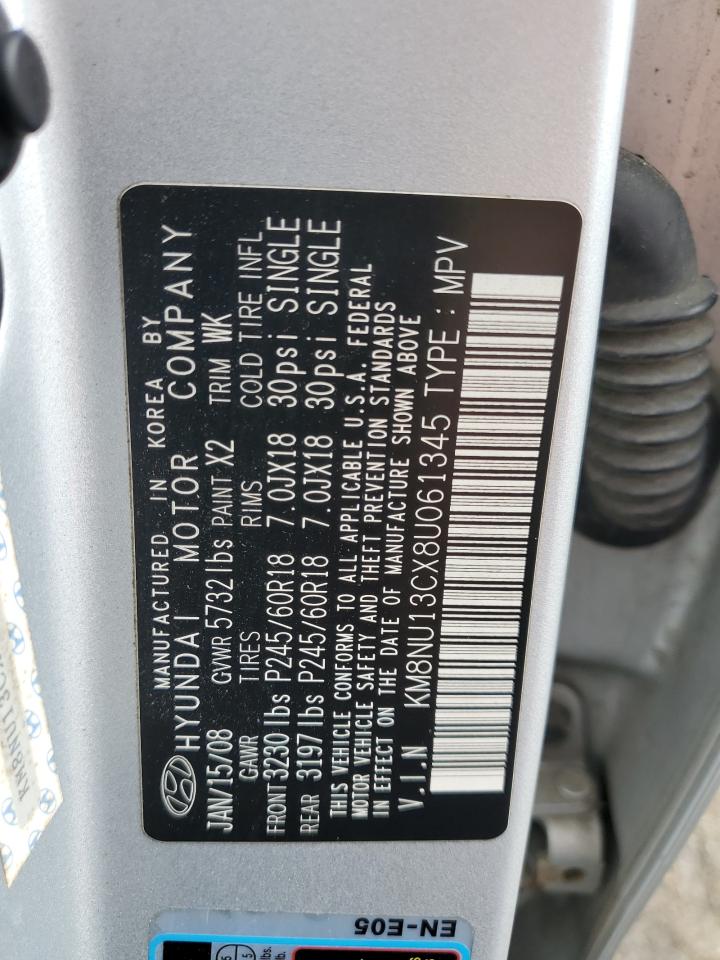 MANUFACTURED IN KOREA BY
HYUNDAI MOTOR COMPANY
JAN/15/08 GVWR 5732 lbs PAINT X2 TRIM WK
GAWR TIRES RIMS COLD TIRE INFL
FRONT 3230 lbs P245/60R18 7.0JX18 30psi SINGLE
REAR 3197 lbs P245/60R18 7.0JX18 30psi SINGLE
THIS VEHICLE CONFORMS TO ALL APPLICABLE U.S.A. FEDERAL
MOTOR VEHICLE SAFETY AND THEFT PREVENTION STANDARDS
IN EFFECT ON THE DATE OF MANUFACTURE SHOWN ABOVE
V.I.N KM8NU13CX8U061345 TYPE : MPV
EN-E05